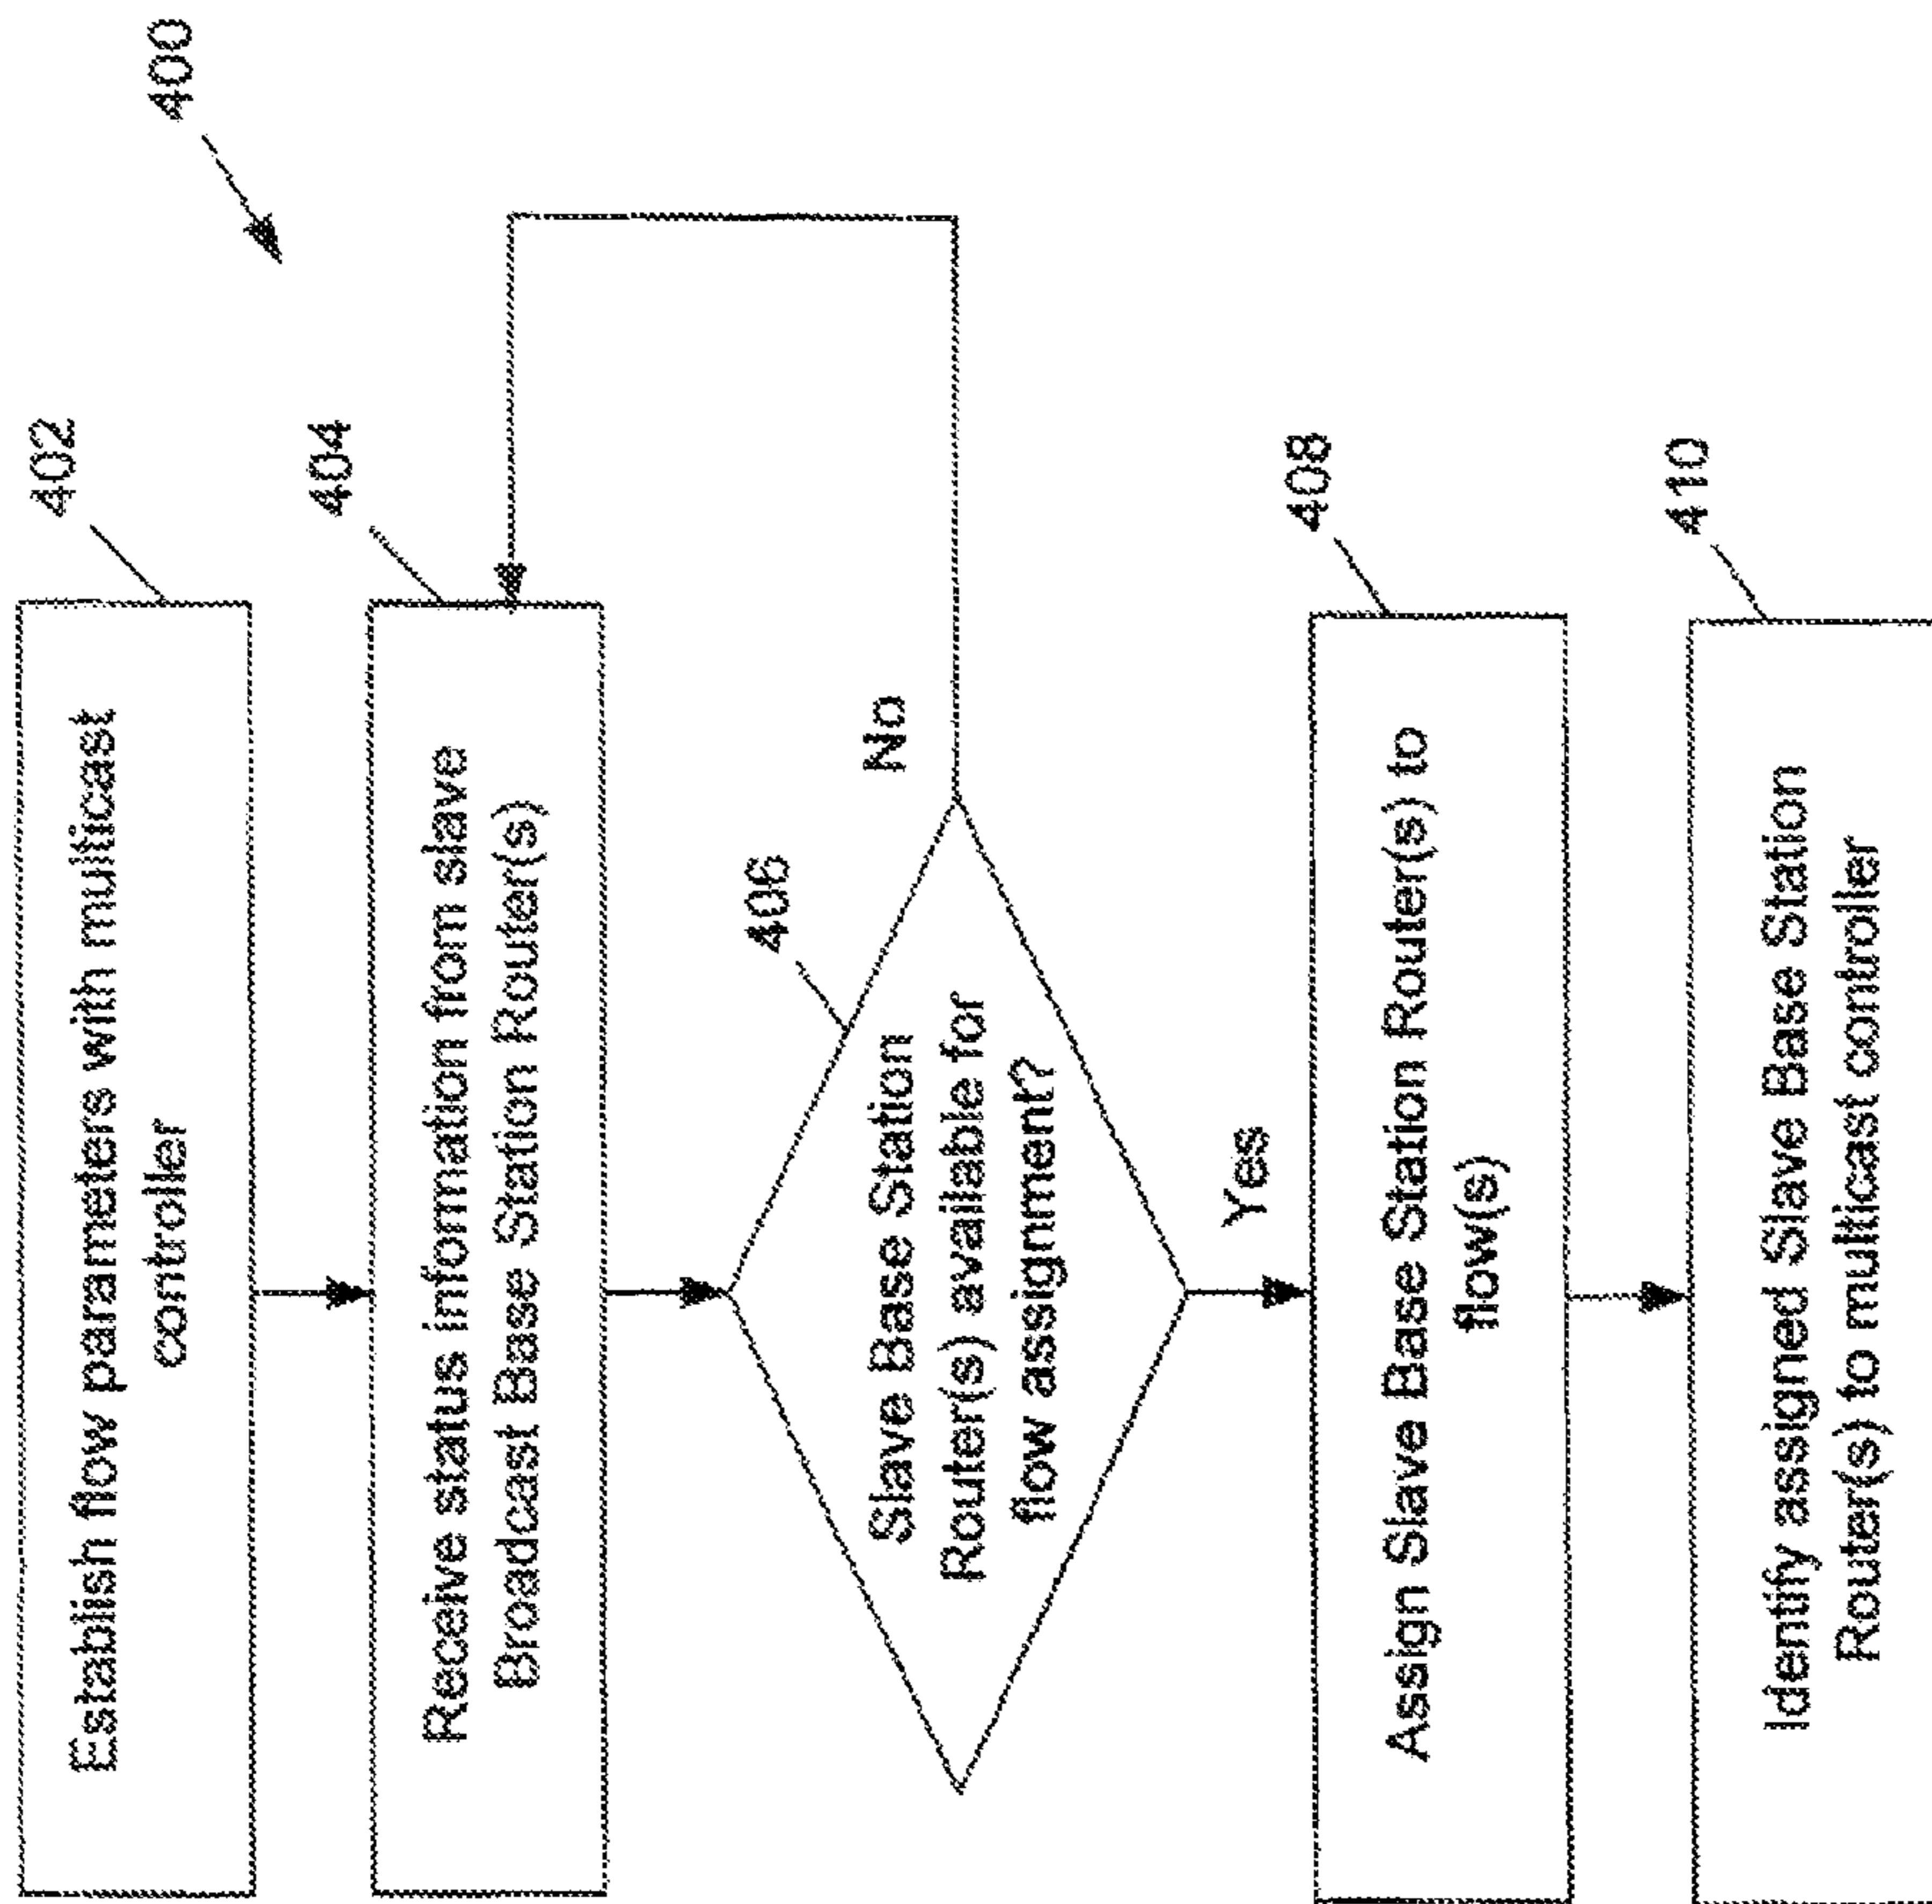 400
402
Establish flow parameters with multicast
controller
404
Receive status information from slave
Broadcast Base Station Router(s)
406
Slave Base Station
Router(s) available for
flow assignment?
No
Yes
408
Assign Slave Base Station Router(s) to
flow(s)
410
Identify assigned Slave Base Station
Router(s) to multicast controller